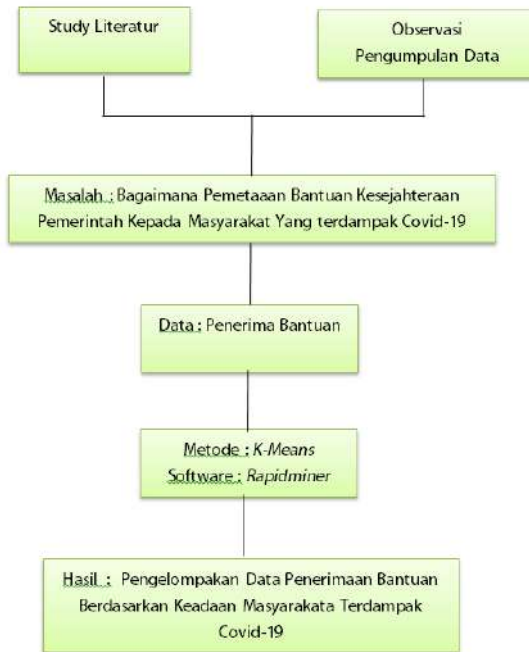 Study Literatur
Observasi
Pengumpulan Data
Masalah : Bagaimana Pemetaaan Bantuan Kesejahteraan
Pemerintah Kepada Masyarakat Yang terdampak Covid-19
Data : Penerima Bantuan
Metode : K-Means
Software : Rapidminer
Hasil : Pengelompakan Data Penerimaan Bantuan
Berdasarkan Keadaan Masyarakata Terdampak
Covid-19